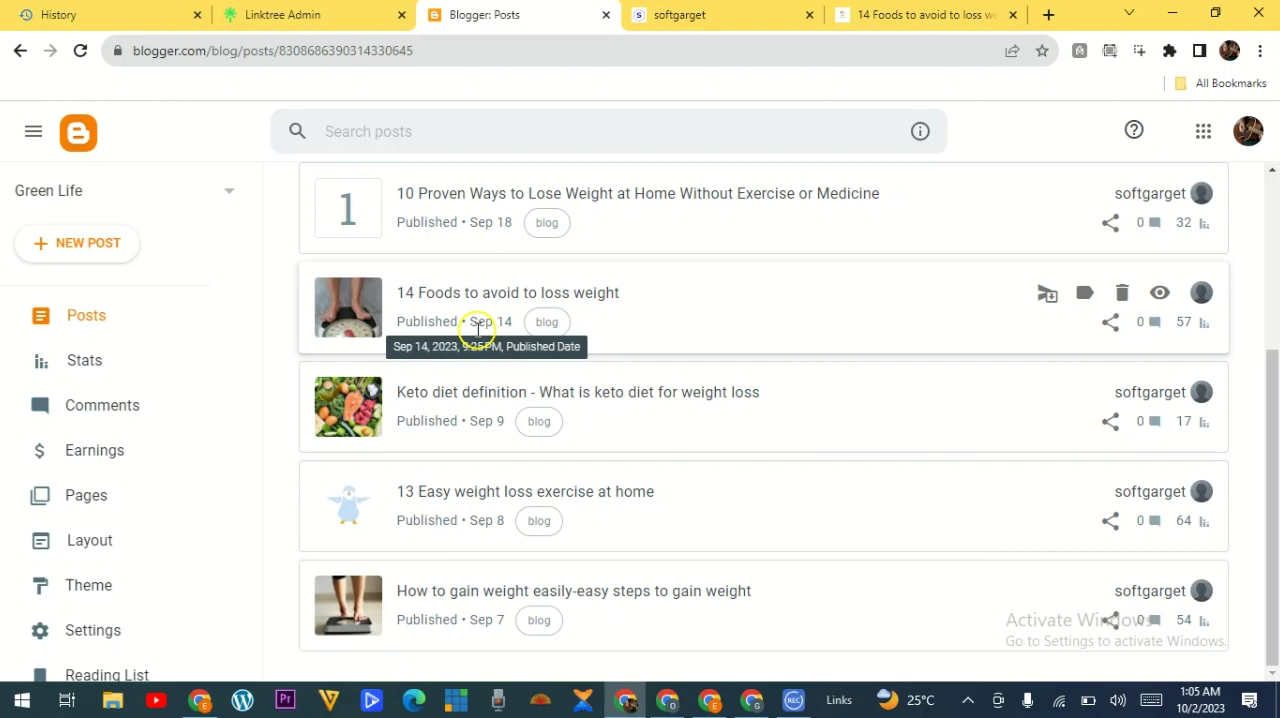 History
Linktree Admin
Blogger: Posts
softgarget
14 Foods to avoid to loss we
blogger.com/blog/posts/8308686390314330645
All Bookmarks
Search posts
Green Life
NEW POST
Posts
Stats
Comments
Earnings
Pages
Layout
Theme
Settings
Reading List
1
10 Proven Ways to Lose Weight at Home Without Exercise or Medicine
softgarget
Published • Sep 18 blog
0 32
14 Foods to avoid to loss weight
Published • Sep 14 blog
0 57
Sep 14, 2023, 9:25 PM, Published Date
Keto diet definition - What is keto diet for weight loss
softgarget
Published • Sep 9 blog
0 17
13 Easy weight loss exercise at home
softgarget
Published • Sep 8 blog
0 64
How to gain weight easily-easy steps to gain weight
softgarget
Published • Sep 7 blog
0 54
Activate Windows
Go to Settings to activate Windows.
Links
25°C
1:05 AM
10/2/2023